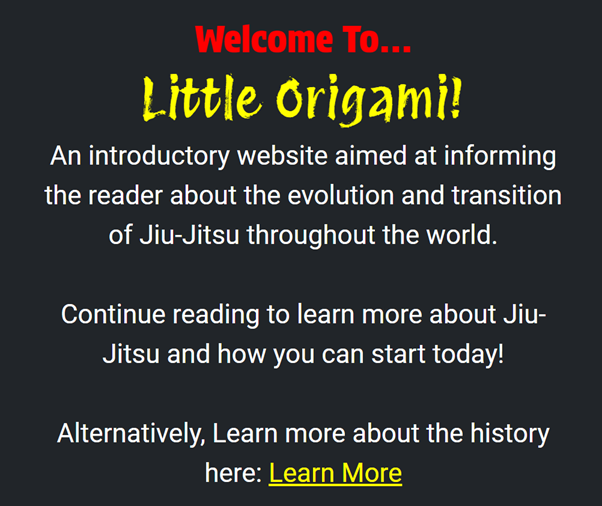 Welcome To...
Little Origami!
An introductory website aimed at informing
the reader about the evolution and transition
of Jiu-Jitsu throughout the world.
Continue reading to learn more about Jiu-
Jitsu and how you can start today!
Alternatively, Learn more about the history
here: Learn More